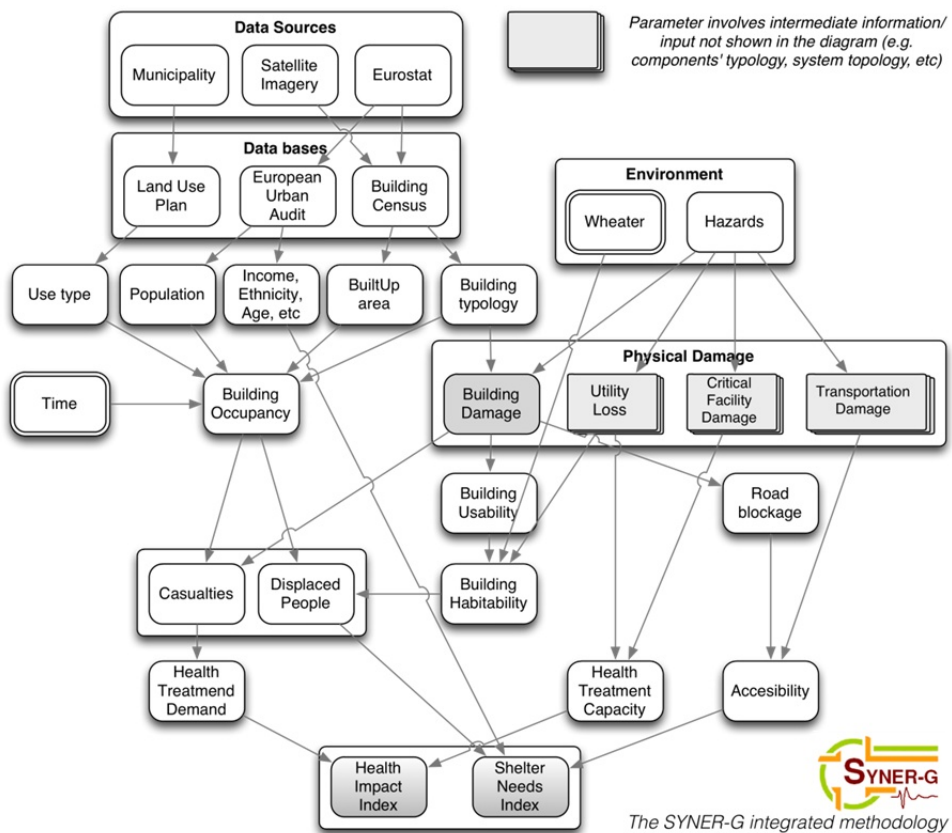 Data Sources
Municipality
Satellite
Imagery
Eurostat
Parameter involves intermediate information/
input not shown in the diagram (e.g.
components' typology, system topology, etc)
Data bases
Land Use
Plan
European
Urban
Audit
Building
Census
Environment
Wheater
Hazards
Use type
Population
Income,
Ethnicity,
Age, etc
BuiltUp
area
Building
typology
Physical Damage
Time
Building
Occupancy
Building
Damage
Utility
Loss
Critical
Facility
Damage
Transportation
Damage
Building
Usability
Road
blockage
Casualties
Displaced
People
Building
Habitability
Health
Treatmend
Demand
Health
Treatment
Capacity
Accesibility
Health
Impact
Index
Shelter
Needs
Index
SYNER-G
The SYNER-G integrated methodology